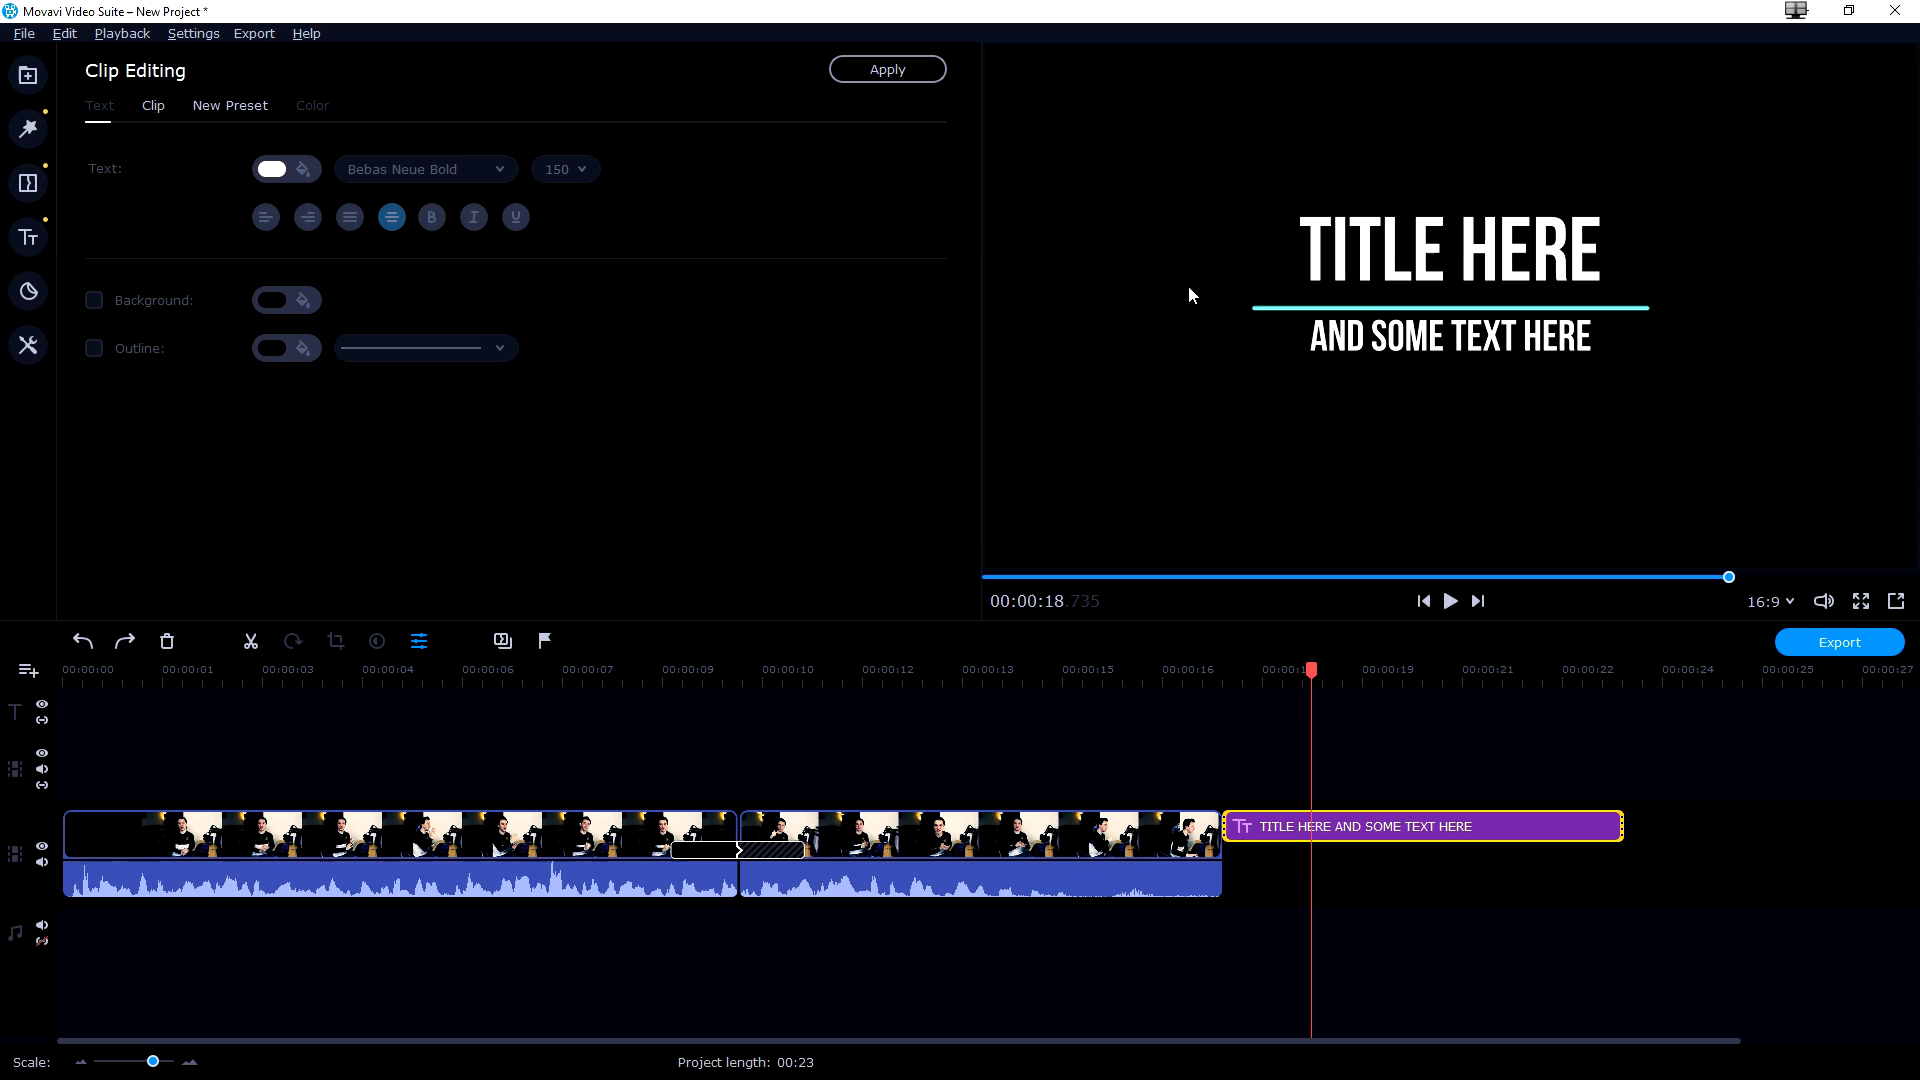 Movavi Video Suite – New Project *
File Edit Playback Settings Export Help
Clip Editing
Apply
Text Clip New Preset Color
Text:
Bebas Neue Bold
150
B I U
Background:
Outline:
TITLE HERE
AND SOME TEXT HERE
00:00:18.735
16:9
Export
00:00:00 00:00:01 00:00:03 00:00:04 00:00:06 00:00:07 00:00:09 00:00:10 00:00:12 00:00:13 00:00:15 00:00:16 00:00:1 00:00:19 00:00:21 00:00:22 00:00:24 00:00:25 00:00:27
T
Tт TITLE HERE AND SOME TEXT HERE
Scale:
Project length: 00:23